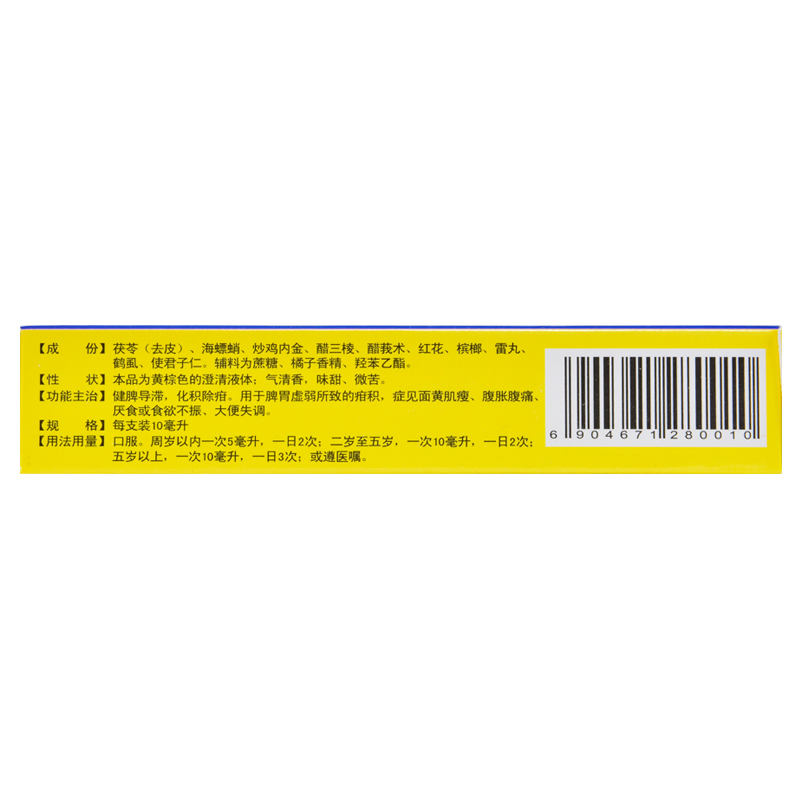 【成　份】茯苓（去皮）、海螵蛸、炒鸡内金、醋三棱、醋莪术、红花、槟榔、雷丸、
鹤虱、使君子仁。辅料为蔗糖、橘子香精、羟苯乙酯。
【性　状】本品为黄棕色的澄清液体；气清香，味甜、微苦。
【功能主治】健脾导滞，化积除疳。用于脾胃虚弱所致的疳积，症见面黄肌瘦、腹胀腹痛、
厌食或食欲不振、大便失调。
【规　格】每支装10毫升
【用法用量】口服。周岁以内一次5毫升，一日2次；二岁至五岁，一次10毫升，一日2次；
五岁以上，一次10毫升，一日3次；或遵医嘱。
6904671280010